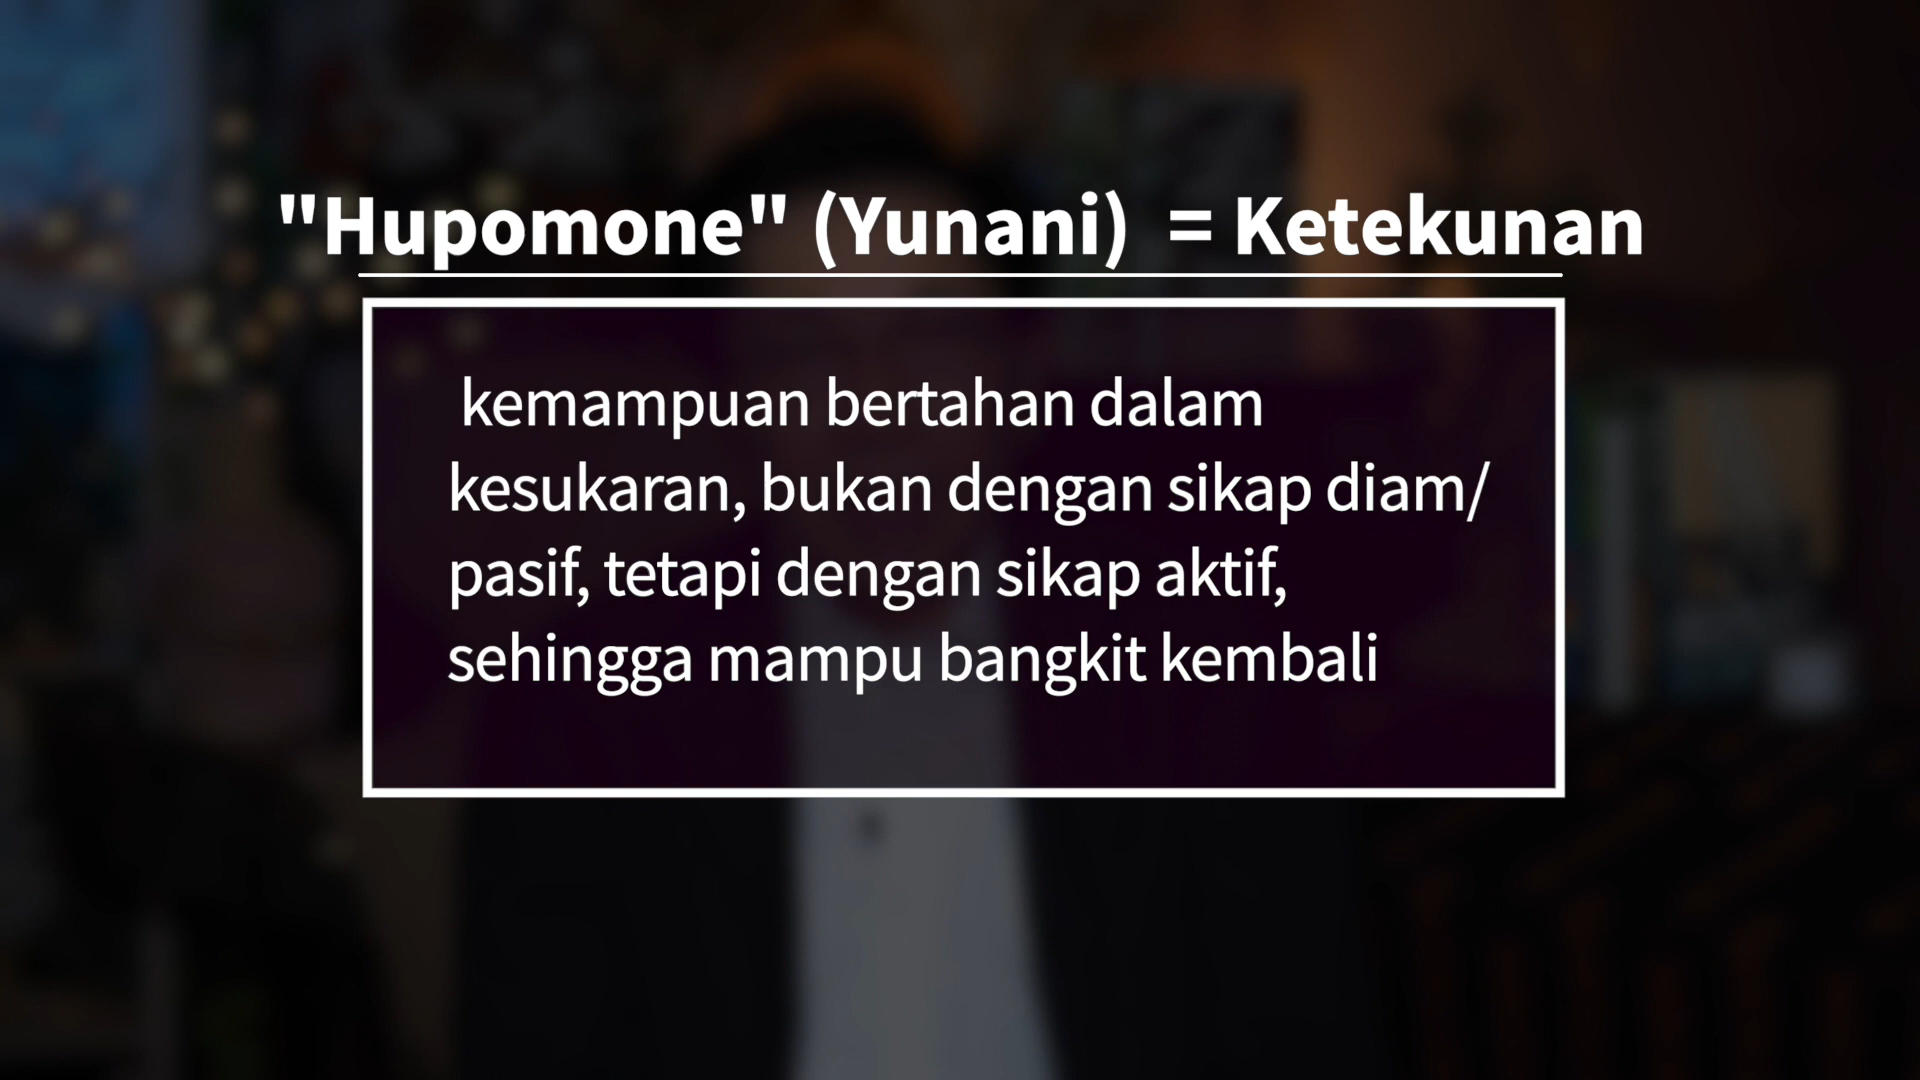 "Hupomone" (Yunani) = Ketekunan
kemampuan bertahan dalam
kesukaran, bukan dengan sikap diam/
pasif, tetapi dengan sikap aktif,
sehingga mampu bangkit kembali